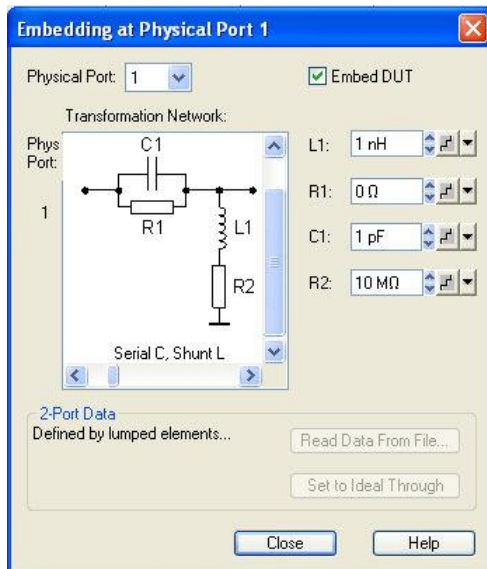 Embedding at Physical Port 1
Physical Port: 1
Embed DUT
Transformation Network:
Phys
Port:
1
C1
R1
L1
R2
Serial C, Shunt L
L1: 1 nH
R1: 0 Ω
C1: 1 pF
R2: 10 MΩ
2-Port Data
Defined by lumped elements...
Read Data From File...
Set to Ideal Through
Close
Help